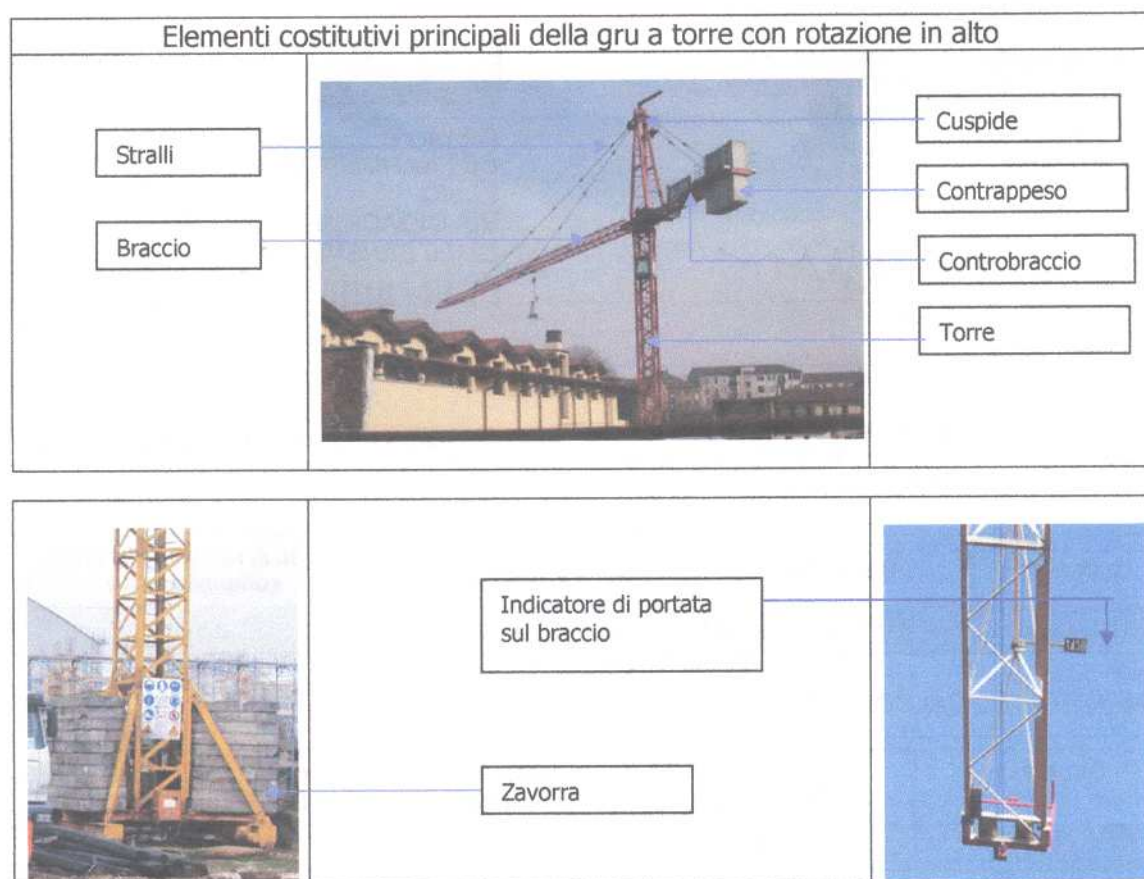 Elementi costitutivi principali della gru a torre con rotazione in alto
Stralli
Braccio
Cuspide
Contrappeso
Controbraccio
Torre
Indicatore di portata
sul braccio
Zavorra